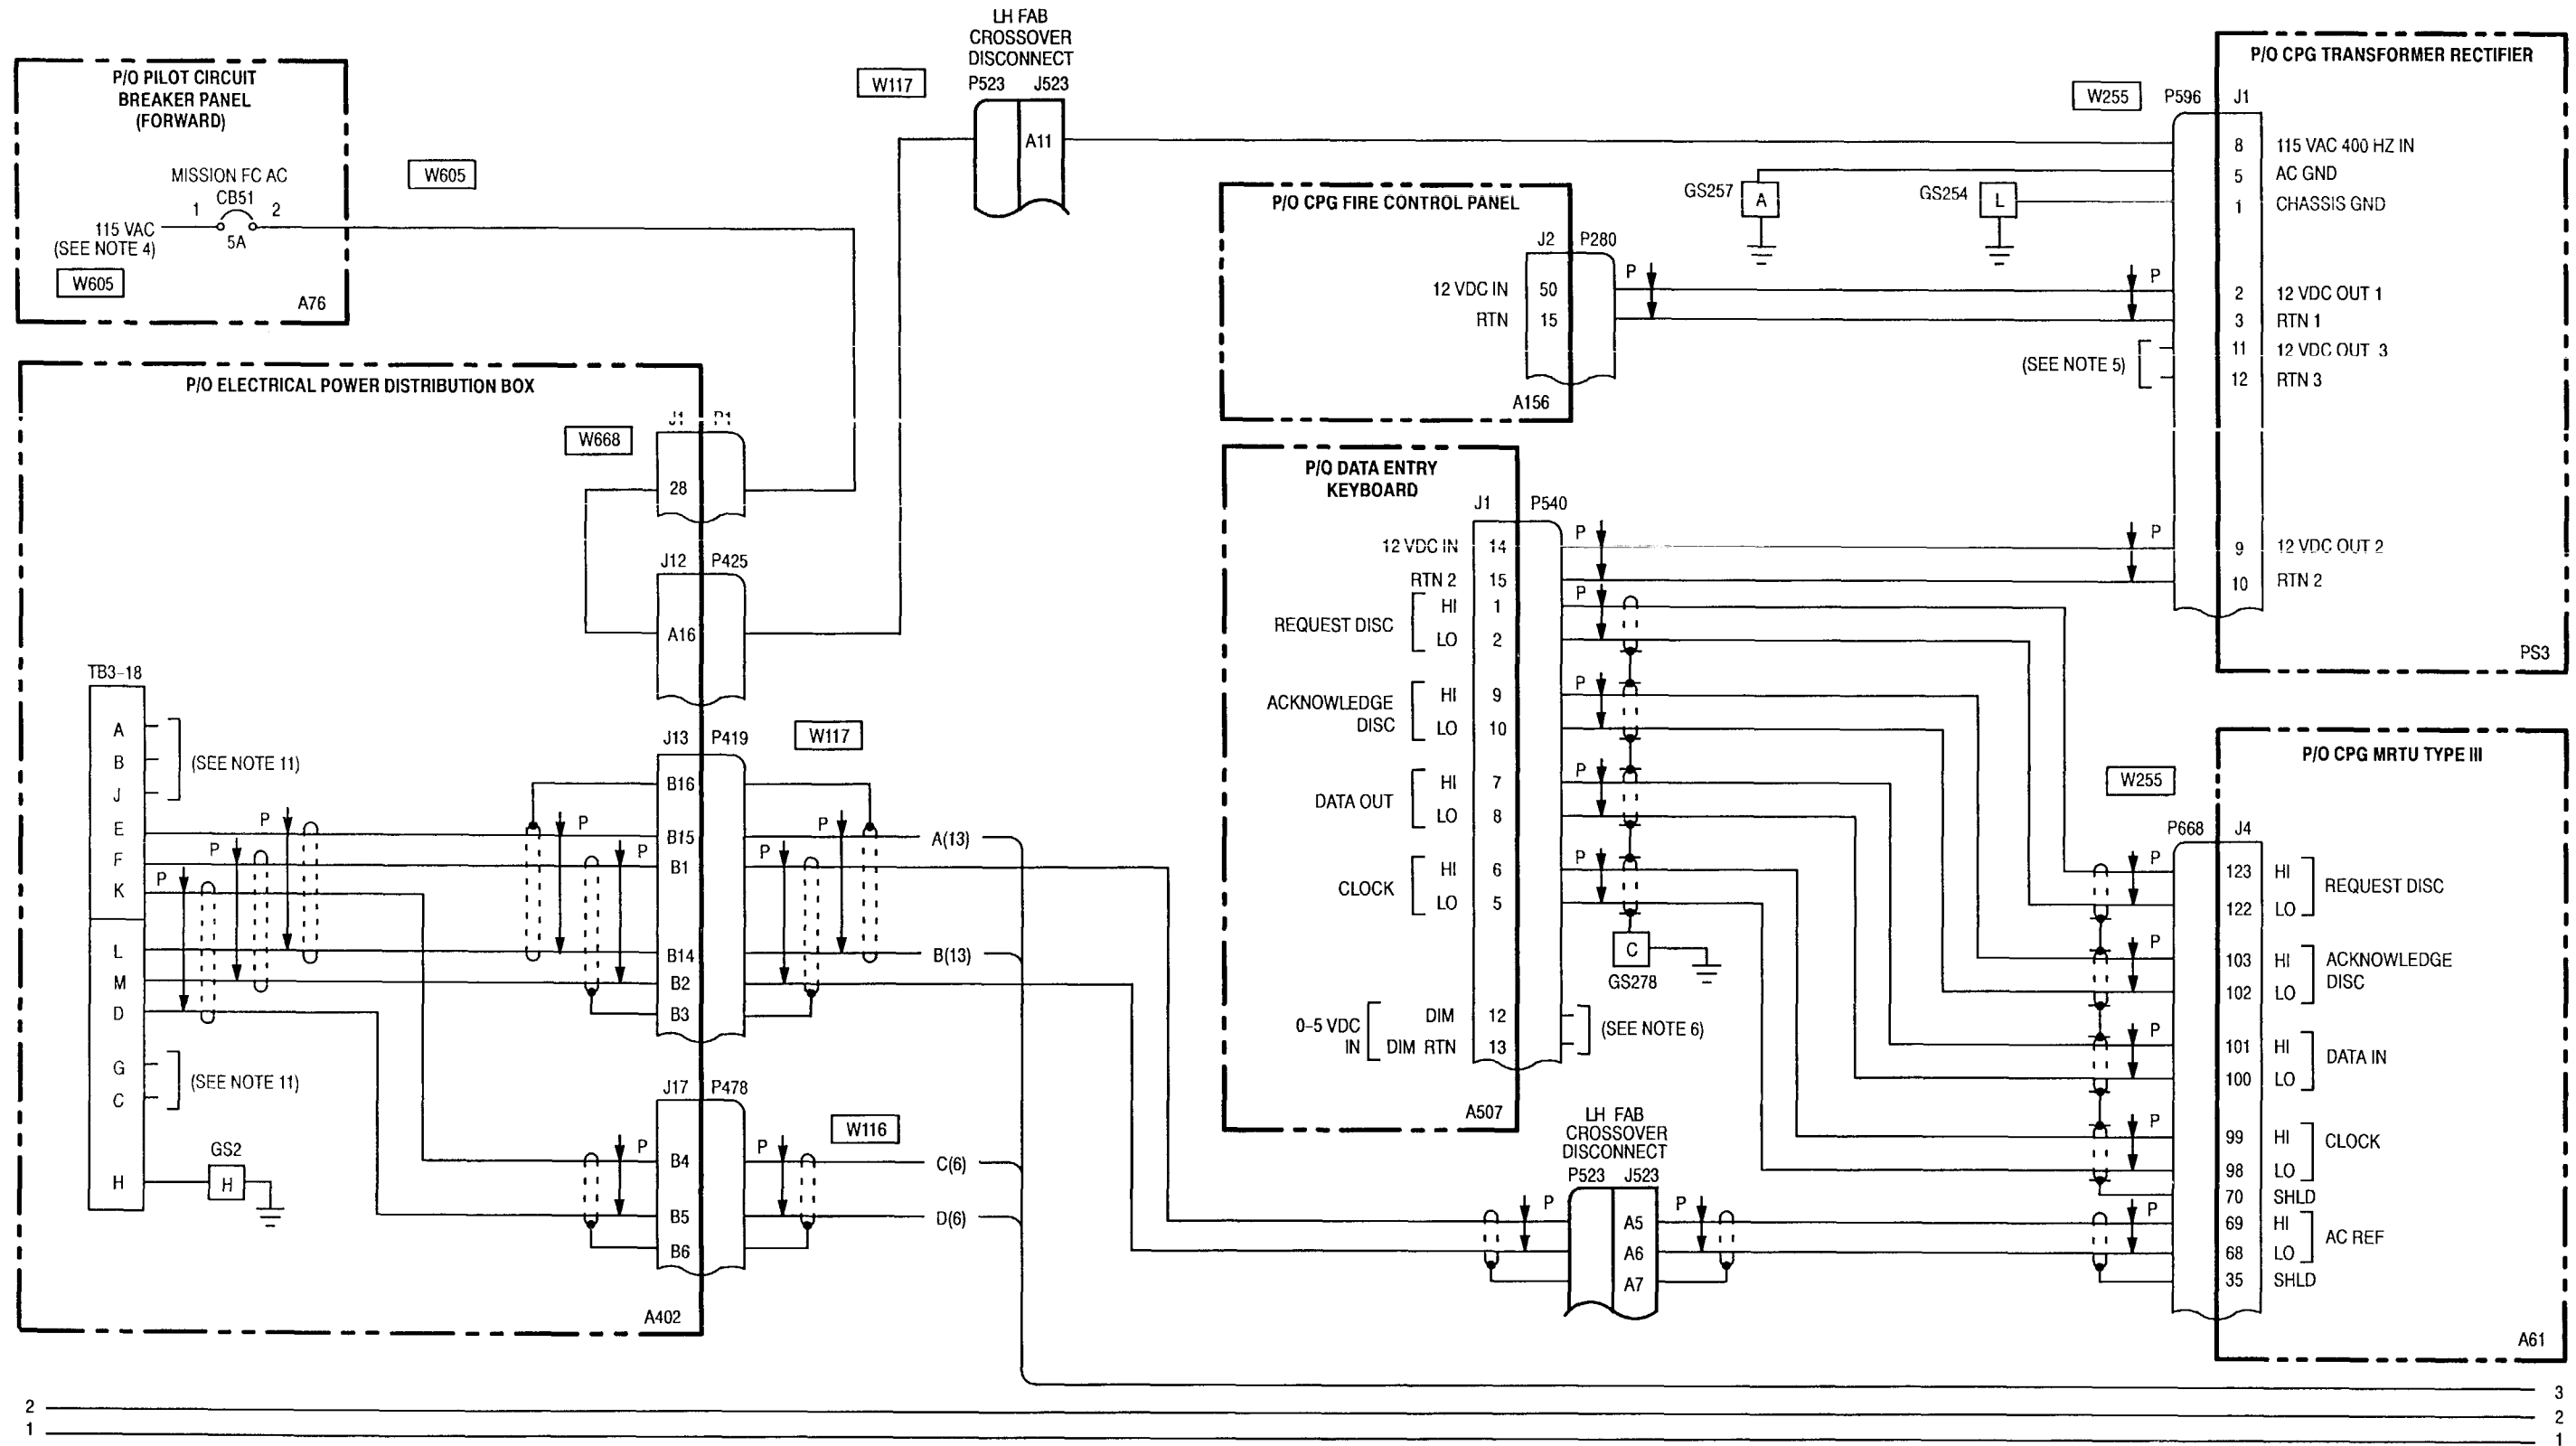 P/O PILOT CIRCUIT
BREAKER PANEL
(FORWARD)
MISSION FC AC
CB51
1 2
5A
115 VAC
(SEE NOTE 4)
W605
A76
W605
W117
LH FAB
CROSSOVER
DISCONNECT
P523 J523
A11
P/O CPG TRANSFORMER RECTIFIER
W255
P596 J1
8 115 VAC 400 HZ IN
5 AC GND
1 CHASSIS GND
GS257
A
GS254
L
P
2 12 VDC OUT 1
3 RTN 1
11 12 VDC OUT 3
12 RTN 3
(SEE NOTE 5)
P
9 12 VDC OUT 2
10 RTN 2
PS3
P/O CPG FIRE CONTROL PANEL
J2 P280
P
12 VDC IN 50
RTN 15
A156
P/O ELECTRICAL POWER DISTRIBUTION BOX
W668
J1 P1
28
J12 P425
A16
TB3-18
A
B
J
(SEE NOTE 11)
E
F
K
L
M
D
G
C
(SEE NOTE 11)
H
GS2
H
P
P
P
P
P
J13 P419
B16
B15
B1
B14
B2
B3
W117
P
P
A(13)
B(13)
J17 P478
W116
P P
B4
B5
B6
C(6)
D(6)
A402
P/O DATA ENTRY
KEYBOARD
J1 P540
12 VDC IN 14 P
RTN 2 15
REQUEST DISC
HI 1 P
LO 2
ACKNOWLEDGE
DISC
HI 9 P
LO 10
DATA OUT
HI 7 P
LO 8
CLOCK
HI 6 P
LO 5
C
GS278
0-5 VDC
IN
DIM 12
DIM RTN 13
(SEE NOTE 6)
A507
LH FAB
CROSSOVER
DISCONNECT
P523 J523
P P
A5
A6
A7
P/O CPG MRTU TYPE III
W255
P668 J4
P 123 HI
122 LO
REQUEST DISC
P 103 HI
102 LO
ACKNOWLEDGE
DISC
P 101 HI
100 LO
DATA IN
P 99 HI
98 LO
CLOCK
70 SHLD
P 69 HI
68 LO
AC REF
35 SHLD
A61
3
2 2
1 1